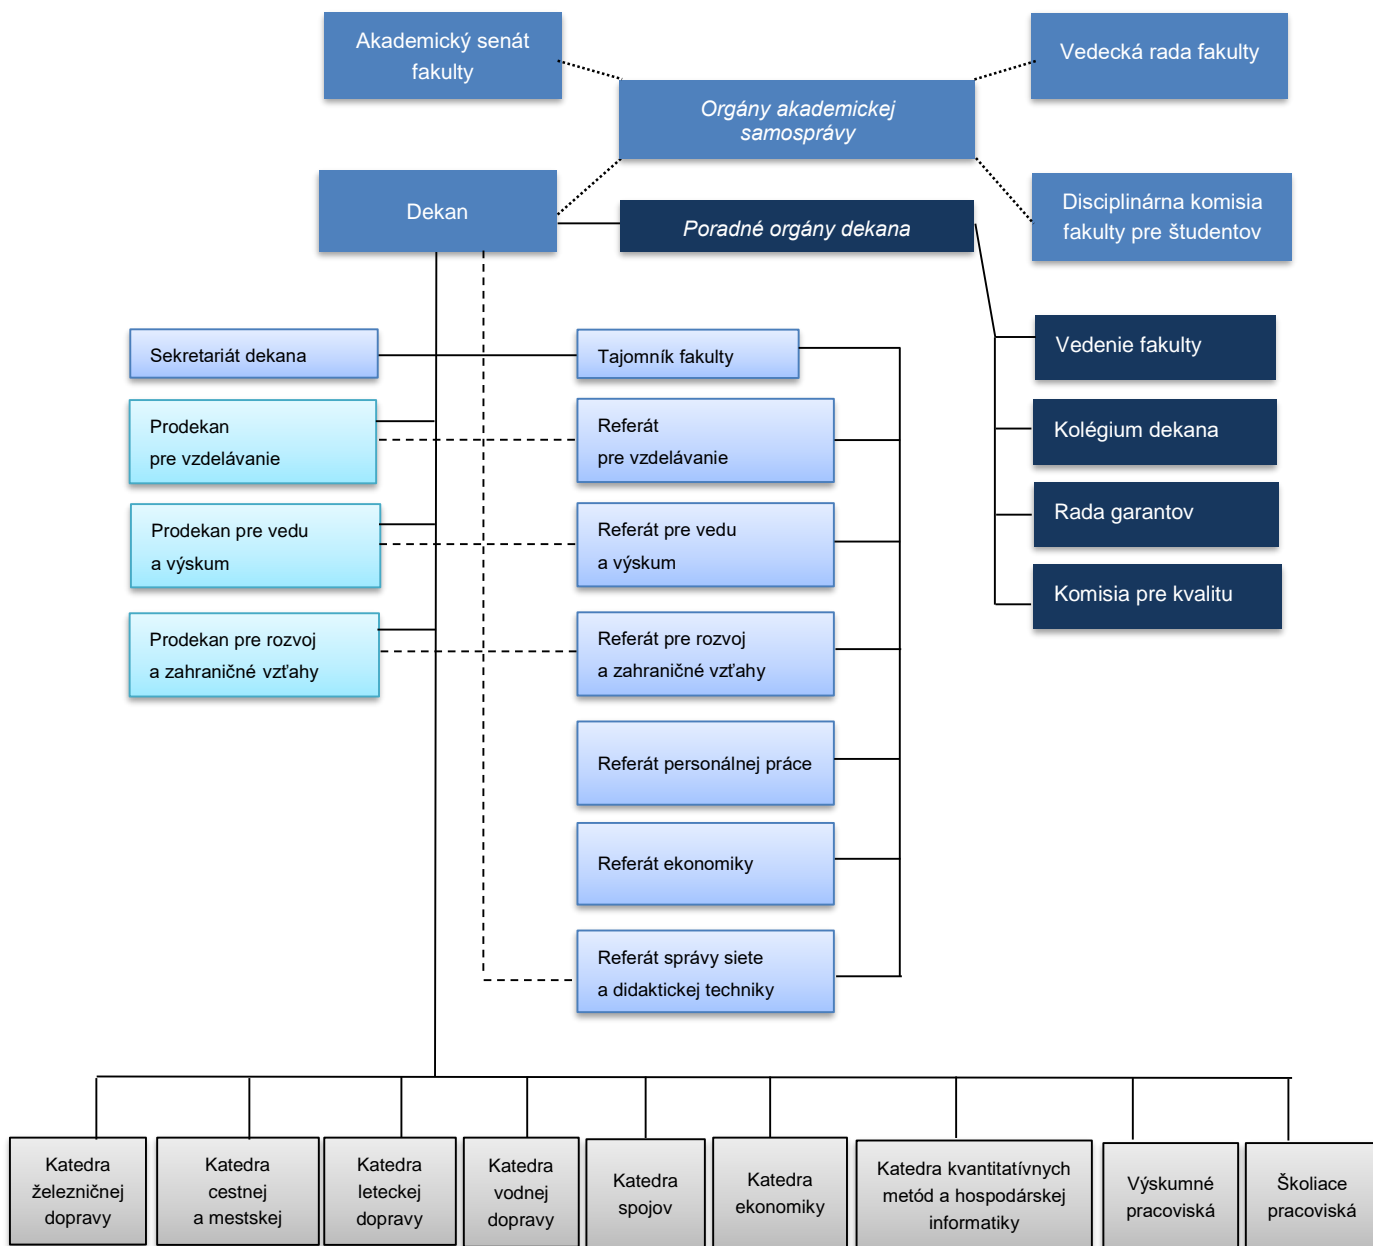 Akademický senát
fakulty
Vedecká rada fakulty
Orgány akademickej
samosprávy
Dekan
Poradné orgány dekana
Disciplinárna komisia
fakulty pre študentov
Sekretariát dekana
Tajomník fakulty
Vedenie fakulty
Prodekan
pre vzdelávanie
Referát
pre vzdelávanie
Kolégium dekana
Prodekan pre vedu
a výskum
Referát pre vedu
a výskum
Rada garantov
Komisia pre kvalitu
Prodekan pre rozvoj
a zahraničné vzťahy
Referát pre rozvoj
a zahraničné vzťahy
Referát personálnej práce
Referát ekonomiky
Referát správy siete
a didaktickej techniky
Katedra
železničnej
dopravy
Katedra
cestnej
a mestskej
Katedra
leteckej
dopravy
Katedra
vodnej
dopravy
Katedra
spojov
Katedra
ekonomiky
Katedra kvantitatívnych
metód a hospodárskej
informatiky
Výskumné
pracoviská
Školiace
pracoviská